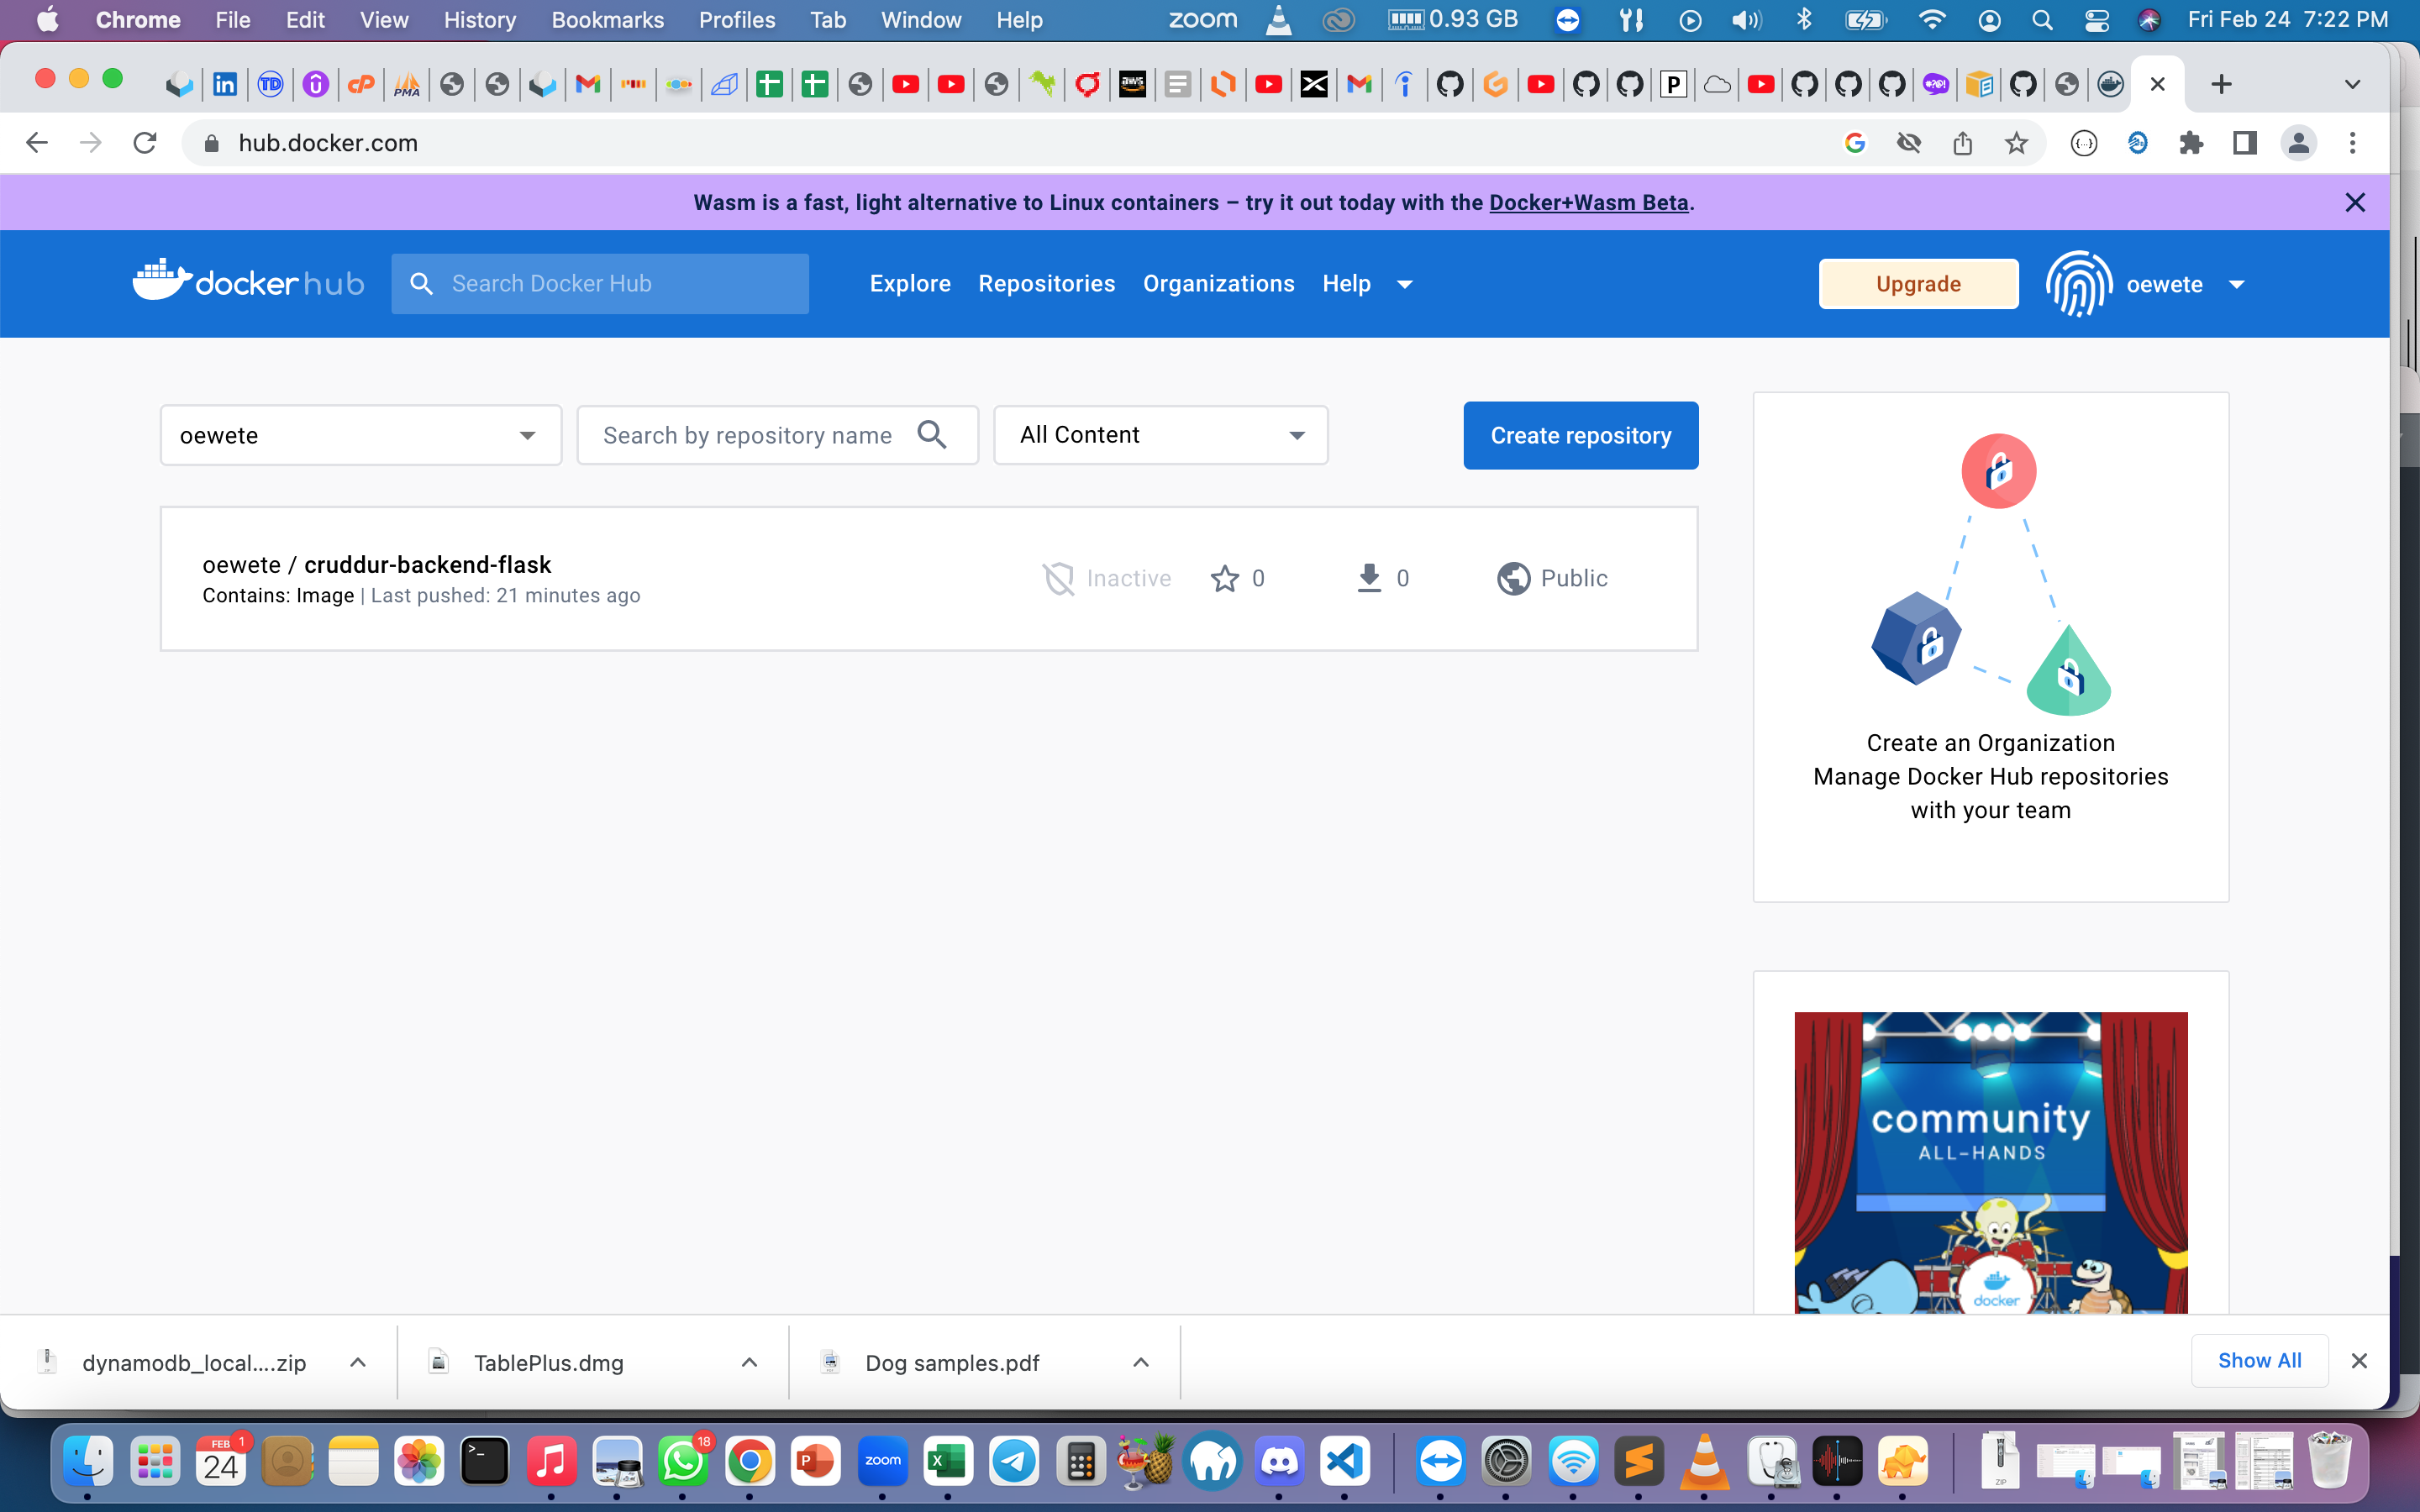 Chrome File Edit View History Bookmarks Profiles Tab Window Help zoom 0.93 GB Fri Feb 24 7:22 PM
hub.docker.com
Wasm is a fast, light alternative to Linux containers – try it out today with the Docker+Wasm Beta.
docker hub Search Docker Hub Explore Repositories Organizations Help Upgrade oewete
oewete Search by repository name All Content Create repository
oewete / cruddur-backend-flask Inactive 0 0 Public
Contains: Image | Last pushed: 21 minutes ago
Create an Organization
Manage Docker Hub repositories
with your team
community
ALL-HANDS
docker
dynamodb_local....zip TablePlus.dmg Dog samples.pdf Show All
FEB 1 18
24 zoom
ZIP